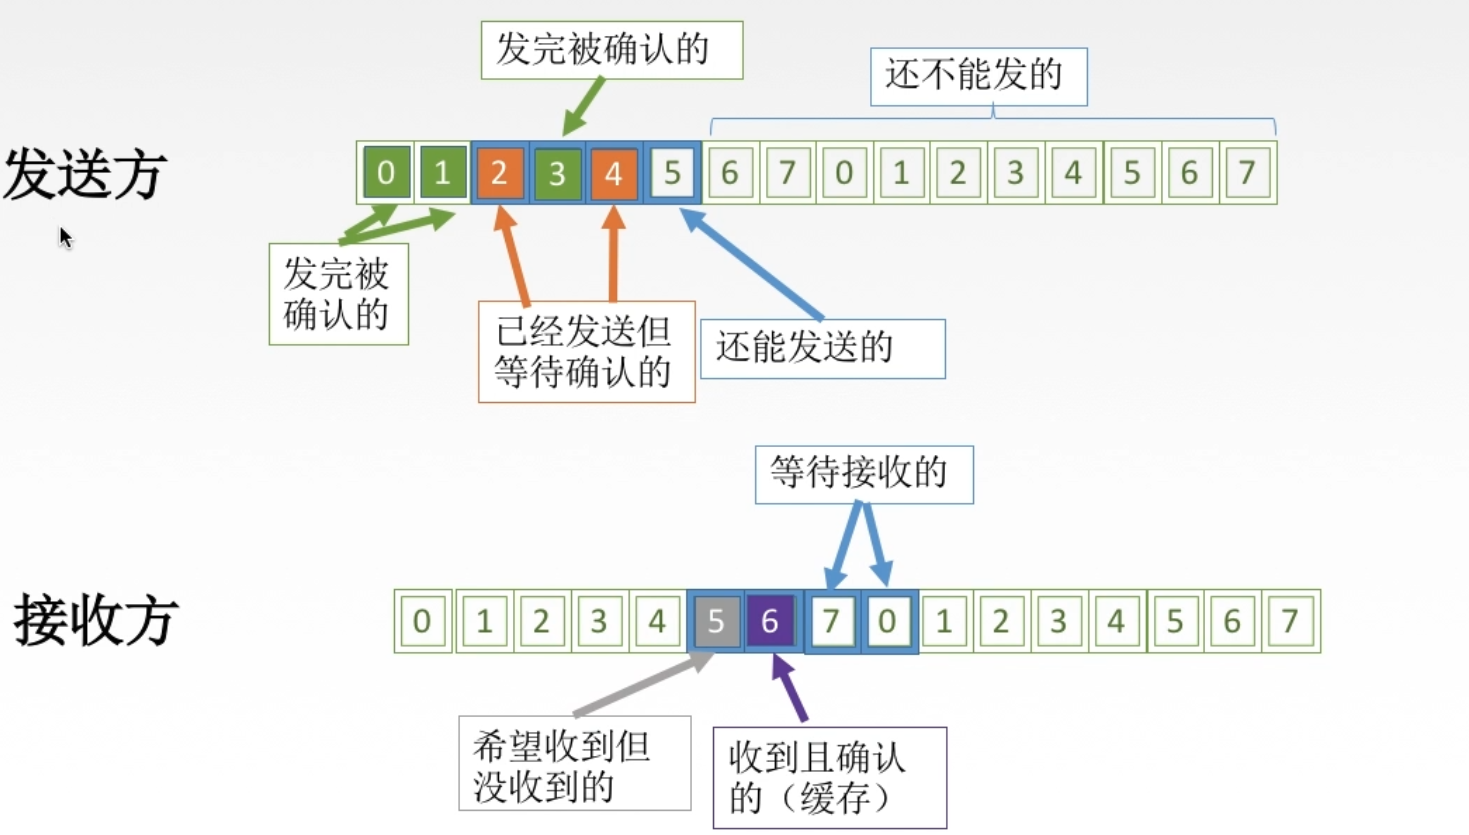 发完被确认的
还不能发的
发送方
0 1 2 3 4 5 6 7 0 1 2 3 4 5 6 7
发完被
确认的
已经发送但
等待确认的
还能发送的
等待接收的
接收方
0 1 2 3 4 5 6 7 0 1 2 3 4 5 6 7
希望收到但
没收到的
收到且确认
的（缓存）